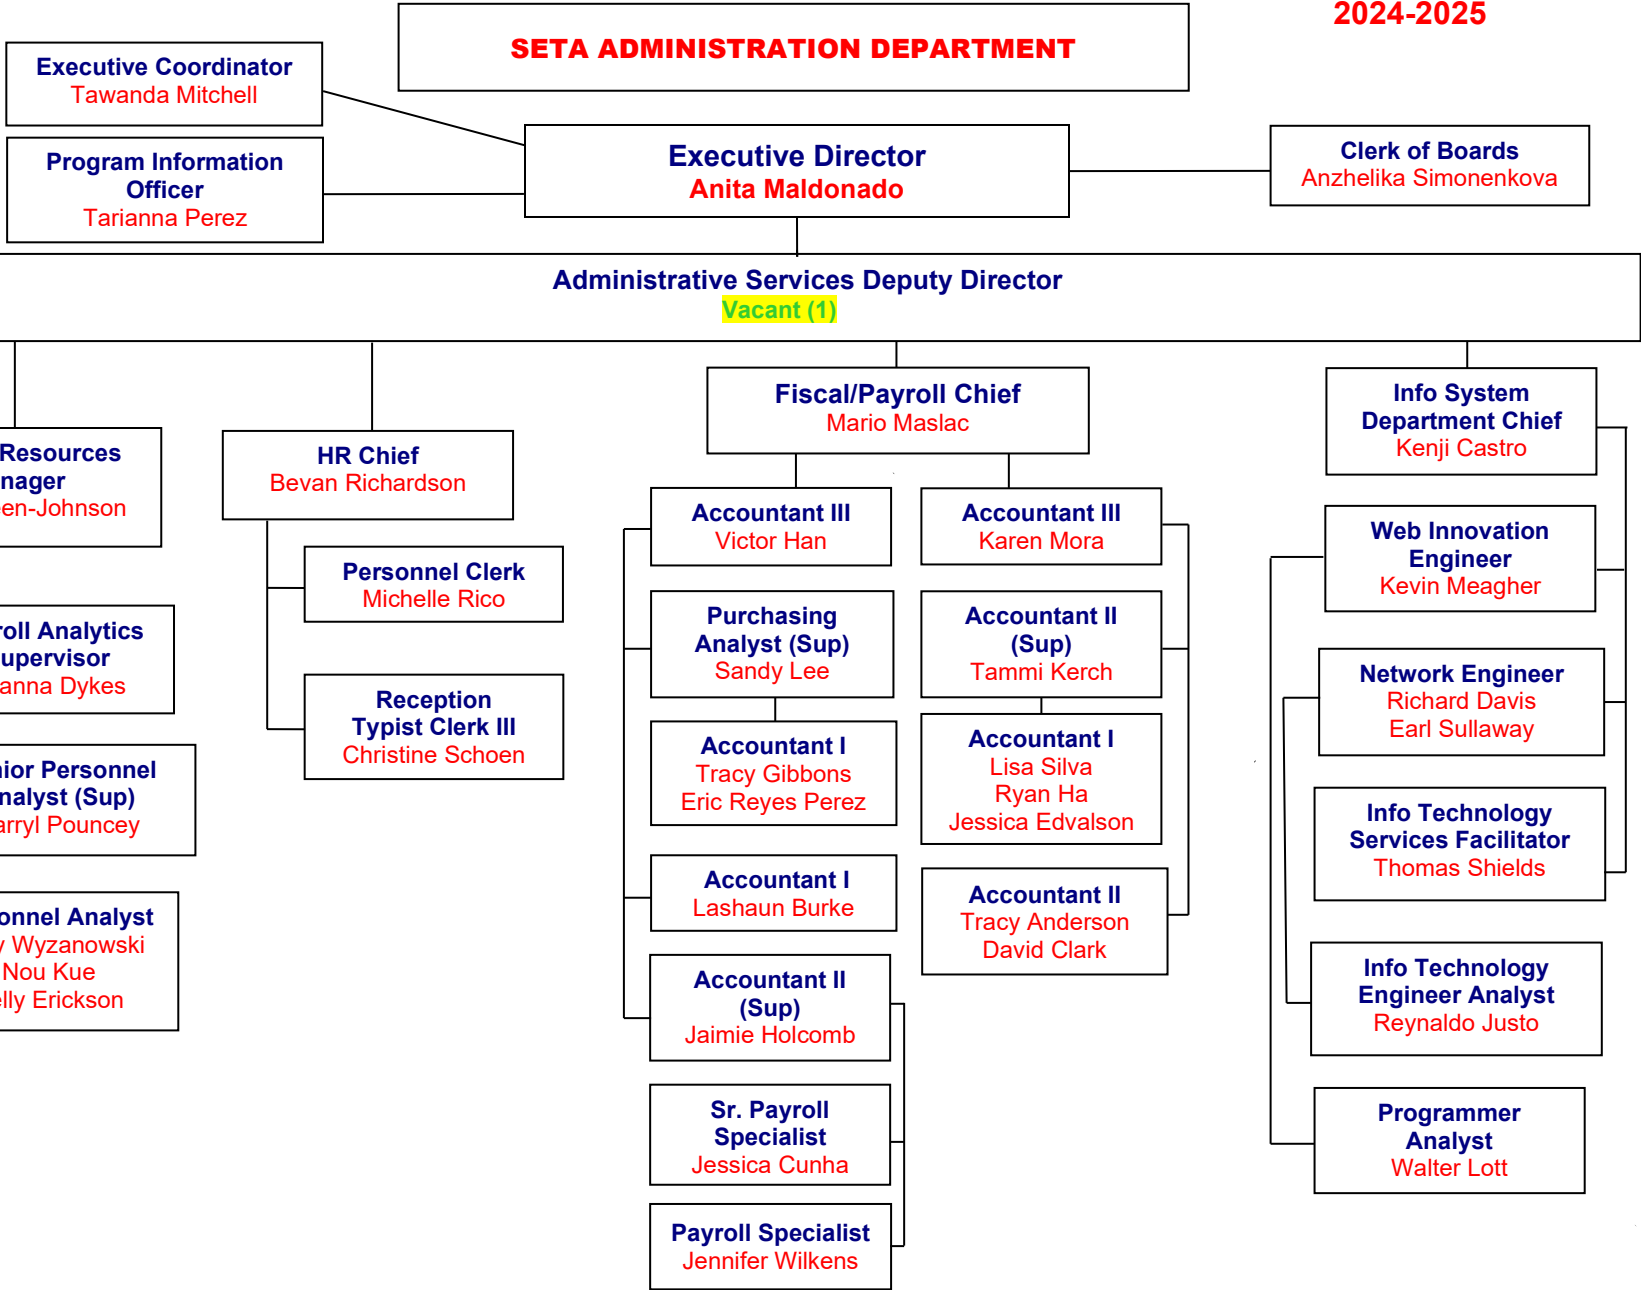 2024-2025
SETA ADMINISTRATION DEPARTMENT
Executive Coordinator
Tawanda Mitchell
Program Information
Officer
Tarianna Perez
Executive Director
Anita Maldonado
Clerk of Boards
Anzhelika Simonenkova
Administrative Services Deputy Director
Vacant (1)
Resources
nager
en-Johnson
roll Analytics
upervisor
anna Dykes
ior Personnel
nalyst (Sup)
arryl Pouncey
onnel Analyst
y Wyzanowski
Nou Kue
elly Erickson
HR Chief
Bevan Richardson
Personnel Clerk
Michelle Rico
Reception
Typist Clerk III
Christine Schoen
Fiscal/Payroll Chief
Mario Maslac
Accountant III
Victor Han
Purchasing
Analyst (Sup)
Sandy Lee
Accountant I
Tracy Gibbons
Eric Reyes Perez
Accountant I
Lashaun Burke
Accountant II
(Sup)
Jaimie Holcomb
Sr. Payroll
Specialist
Jessica Cunha
Payroll Specialist
Jennifer Wilkens
Accountant III
Karen Mora
Accountant II
(Sup)
Tammi Kerch
Accountant I
Lisa Silva
Ryan Ha
Jessica Edvalson
Accountant II
Tracy Anderson
David Clark
Info System
Department Chief
Kenji Castro
Web Innovation
Engineer
Kevin Meagher
Network Engineer
Richard Davis
Earl Sullaway
Info Technology
Services Facilitator
Thomas Shields
Info Technology
Engineer Analyst
Reynaldo Justo
Programmer
Analyst
Walter Lott